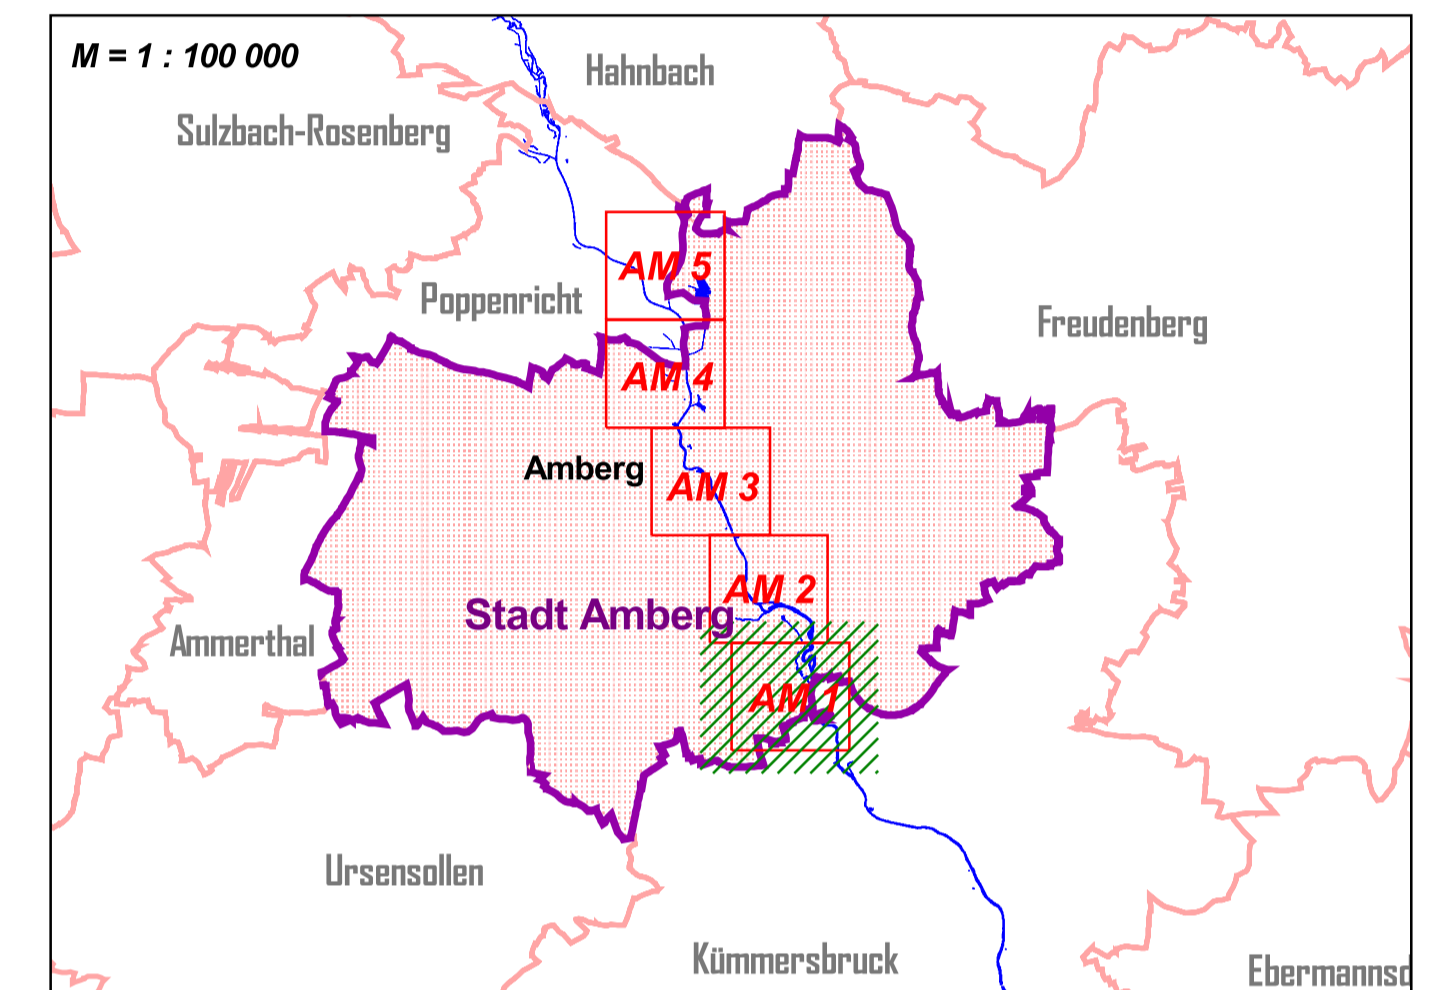 M = 1 : 100 000
Hahnbach
Sulzbach-Rosenberg
AM 5
Poppenricht
Freudenberg
AM 4
Amberg
AM 3
AM 2
Stadt Amberg
Ammerthal
AM 1
Ursensollen
Kümmersbruck
Ebermannsd